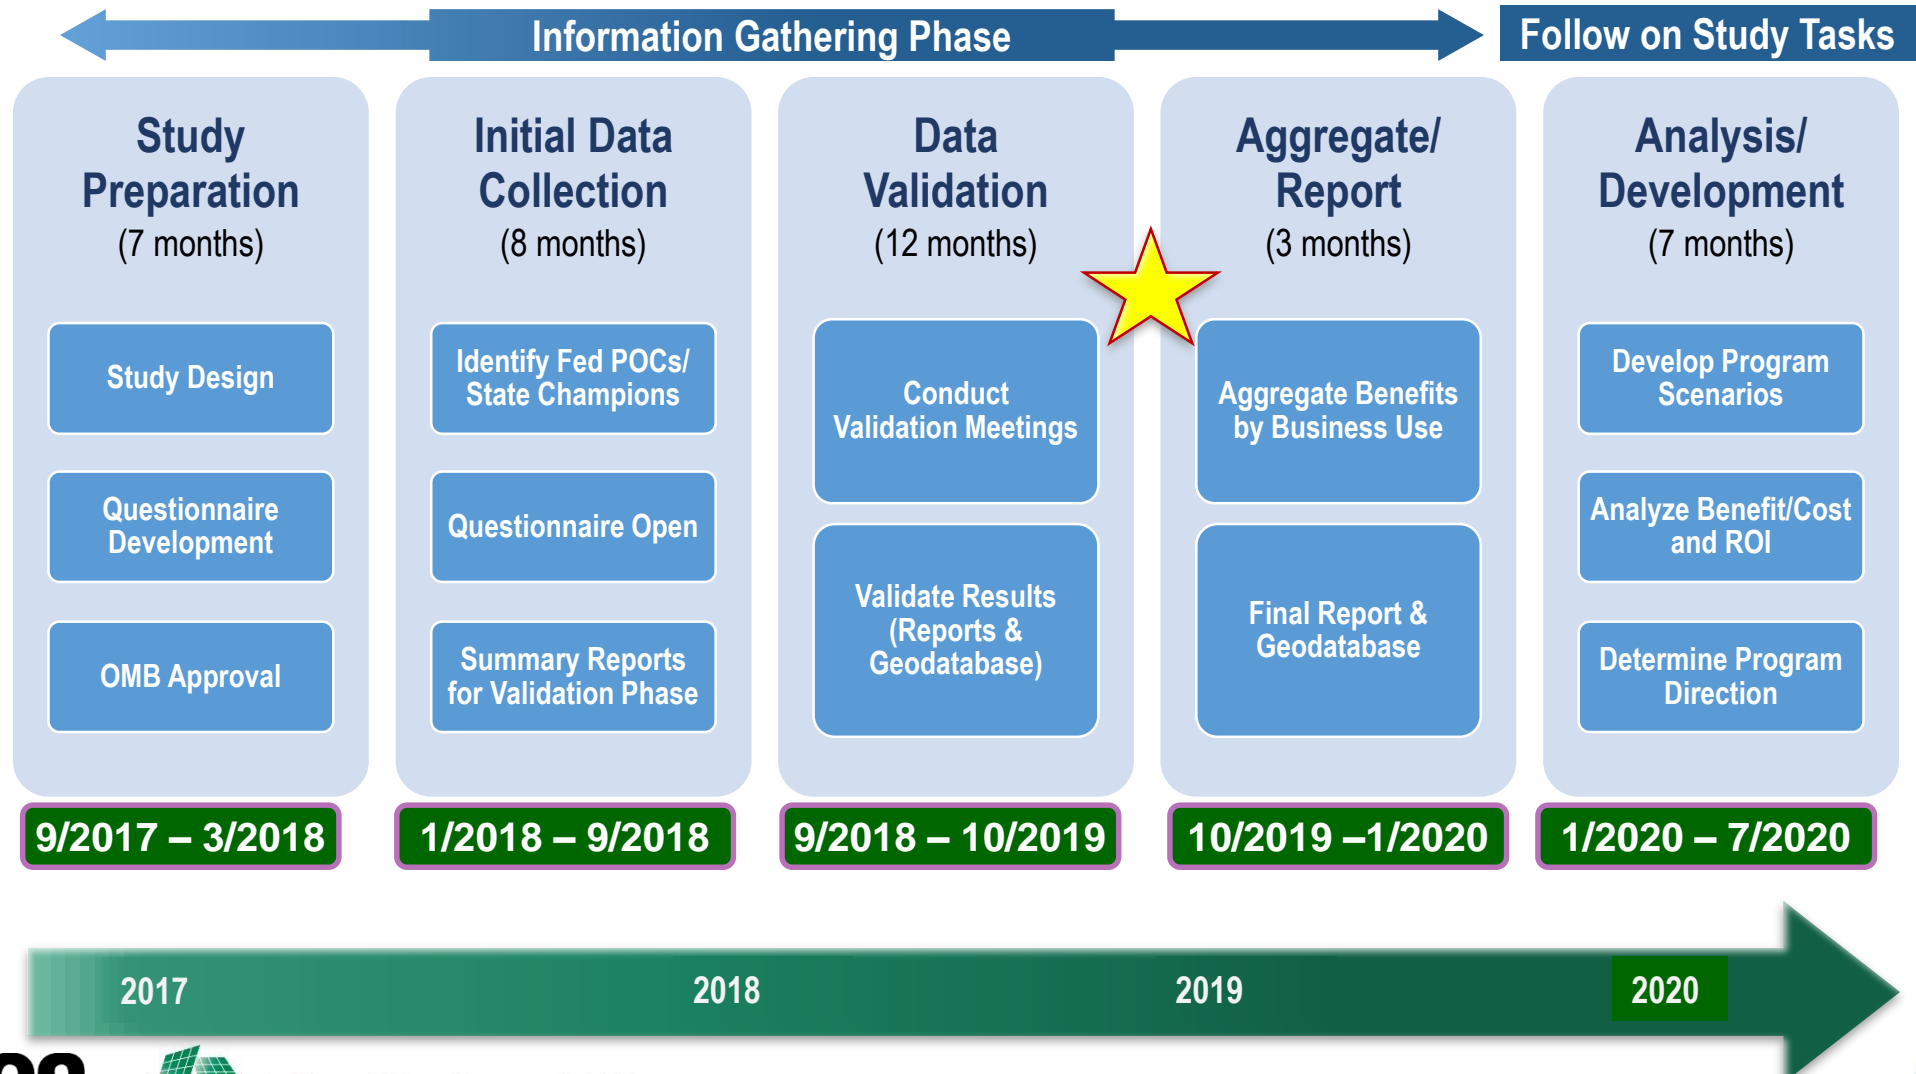 Information Gathering Phase
Follow on Study Tasks
Study
Preparation
(7 months)
Study Design
Questionnaire
Development
OMB Approval
9/2017 – 3/2018
Initial Data
Collection
(8 months)
Identify Fed POCs/
State Champions
Questionnaire Open
Summary Reports
for Validation Phase
1/2018 – 9/2018
Data
Validation
(12 months)
Conduct
Validation Meetings
Validate Results
(Reports &
Geodatabase)
9/2018 – 10/2019
Aggregate/
Report
(3 months)
Aggregate Benefits
by Business Use
Final Report &
Geodatabase
10/2019 –1/2020
Analysis/
Development
(7 months)
Develop Program
Scenarios
Analyze Benefit/Cost
and ROI
Determine Program
Direction
1/2020 – 7/2020
2017
2018
2019
2020